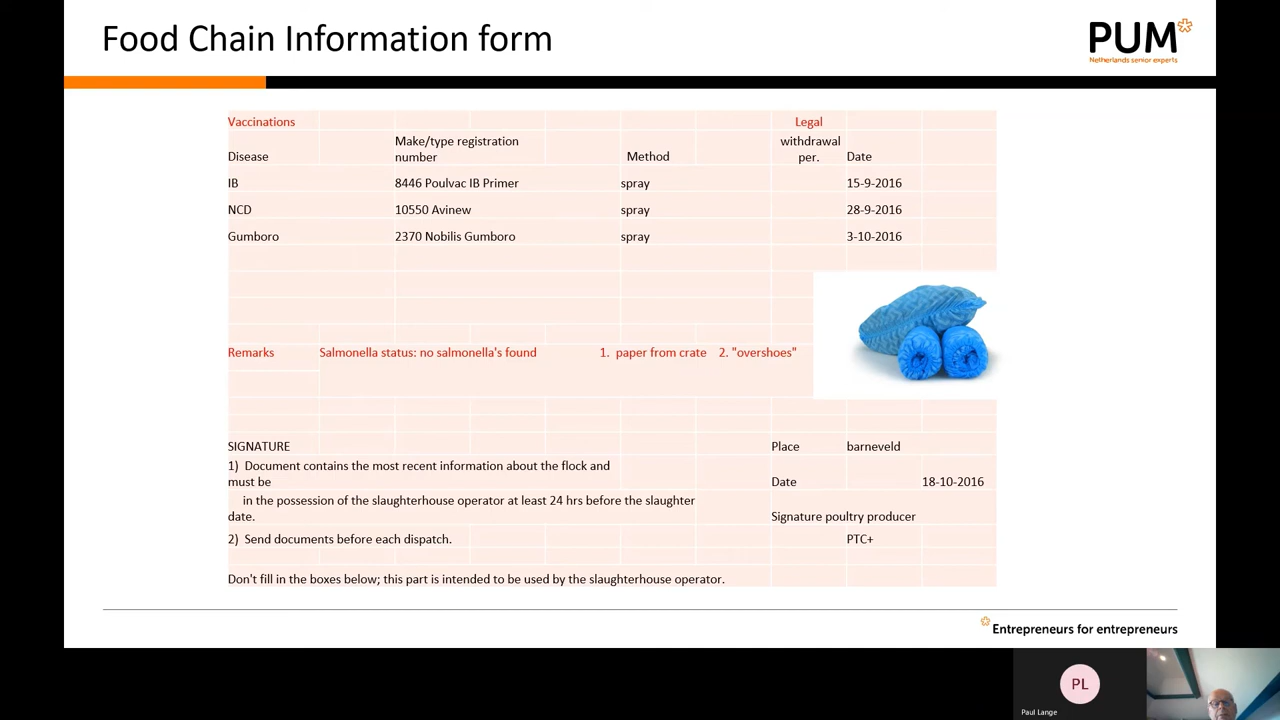 Food Chain Information form
PUM
Netherlands senior experts
Vaccinations Legal
Disease Make/type registration number Method withdrawal per. Date
IB 8446 Poulvac IB Primer spray 15-9-2016
NCD 10550 Avinew spray 28-9-2016
Gumboro 2370 Nobilis Gumboro spray 3-10-2016
Remarks Salmonella status: no salmonella's found 1. paper from crate 2. "overshoes"
SIGNATURE Place barneveld
1) Document contains the most recent information about the flock and
must be Date 18-10-2016
in the possession of the slaughterhouse operator at least 24 hrs before the slaughter
date. Signature poultry producer
2) Send documents before each dispatch. PTC+
Don't fill in the boxes below; this part is intended to be used by the slaughterhouse operator.
Entrepreneurs for entrepreneurs
PL
Paul Lange